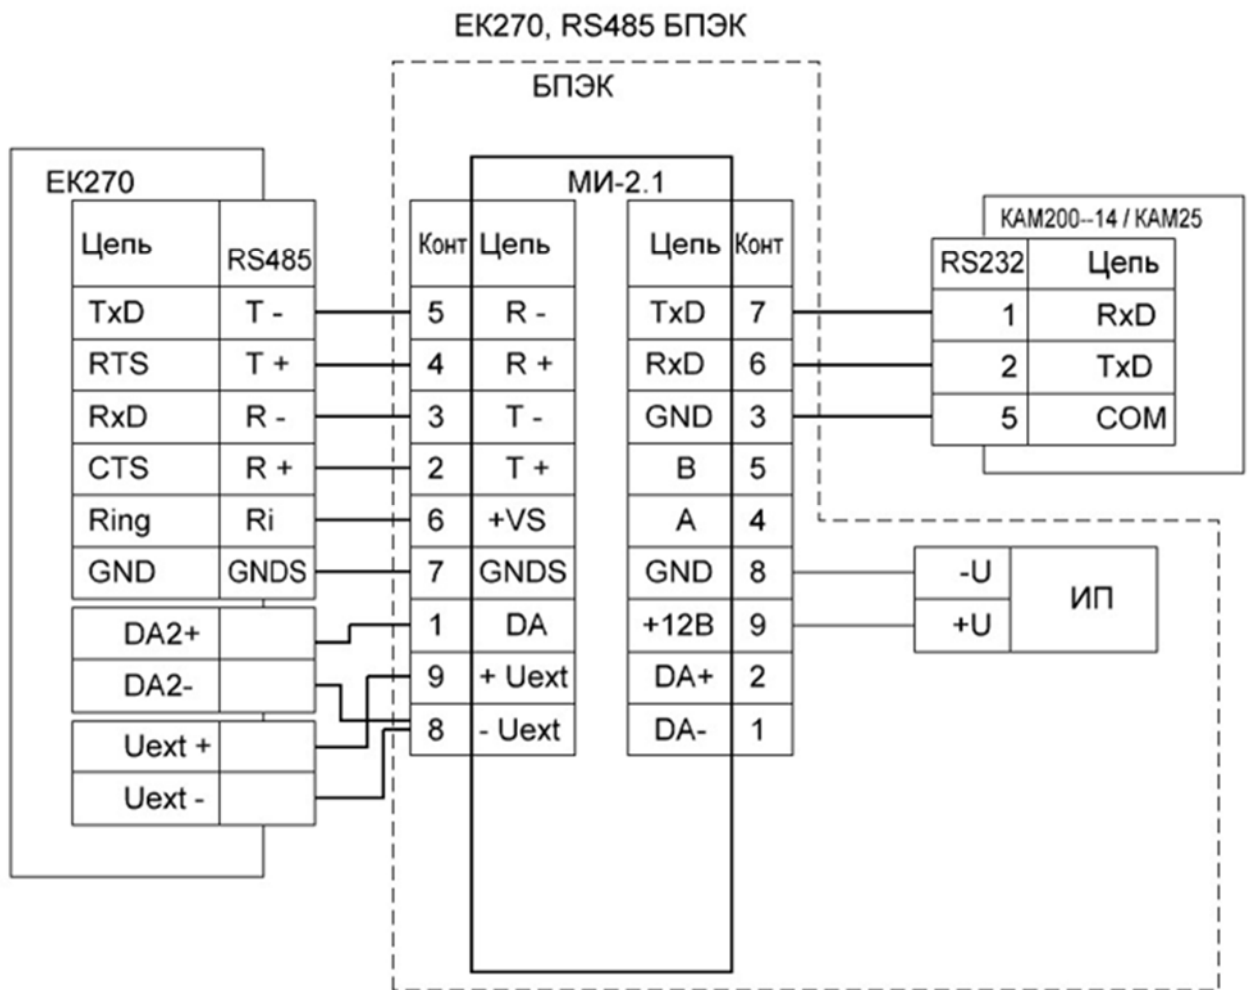 EK270, RS485 БПЭК
БПЭК
EK270
МИ-2.1
КАМ200--14 / КАМ25
Цепь RS485
Конт Цепь
Цепь Конт
RS232 Цепь
TxD T -
5 R -
TxD 7
1 RxD
RTS T +
4 R +
RxD 6
2 TxD
RxD R -
3 T -
GND 3
5 COM
CTS R +
2 T +
B 5
Ring Ri
6 +VS
A 4
GND GNDS
7 GNDS
GND 8
-U
ИП
DA2+
1 DA
+12В 9
+U
DA2-
9 + Uext
DA+ 2
Uext +
8 - Uext
DA- 1
Uext -